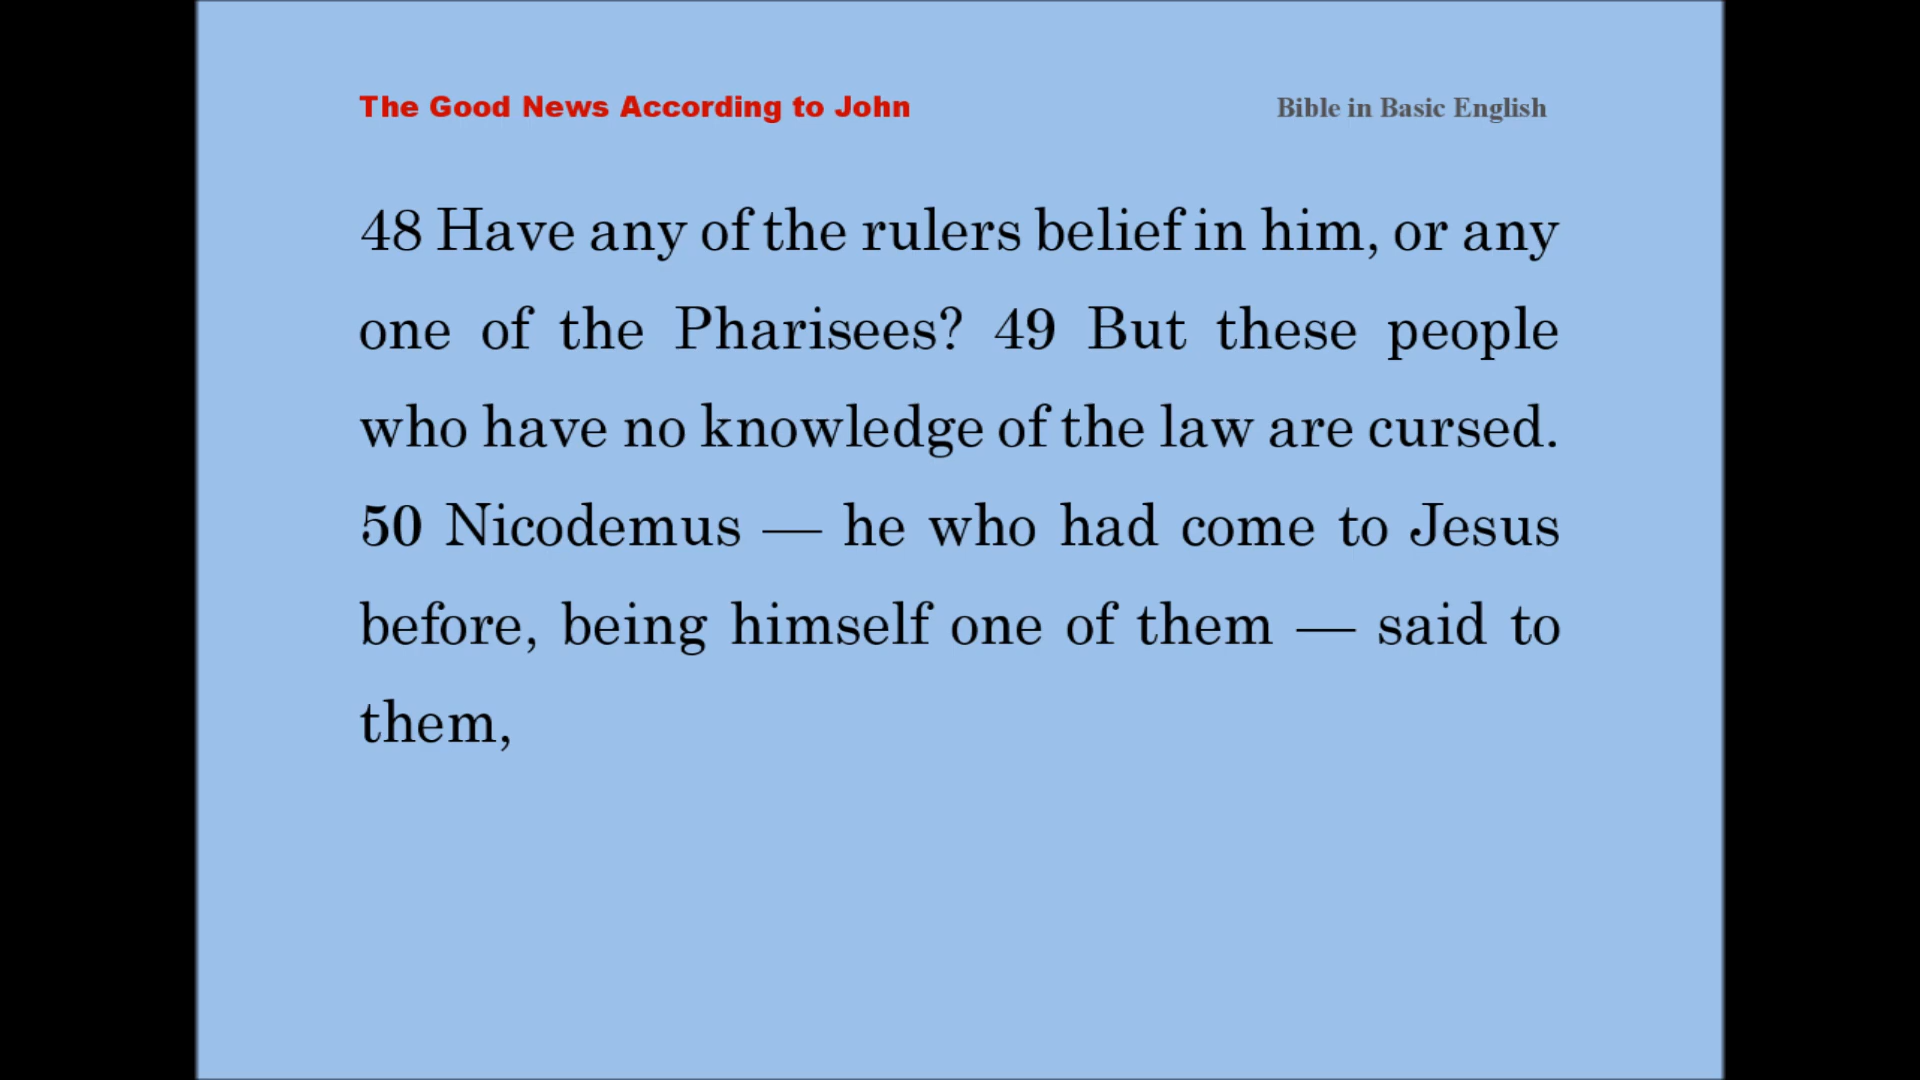 The Good News According to John
Bible in Basic English
48 Have any of the rulers belief in him, or any
one of the Pharisees? 49 But these people
who have no knowledge of the law are cursed.
50 Nicodemus — he who had come to Jesus
before, being himself one of them — said to
them,